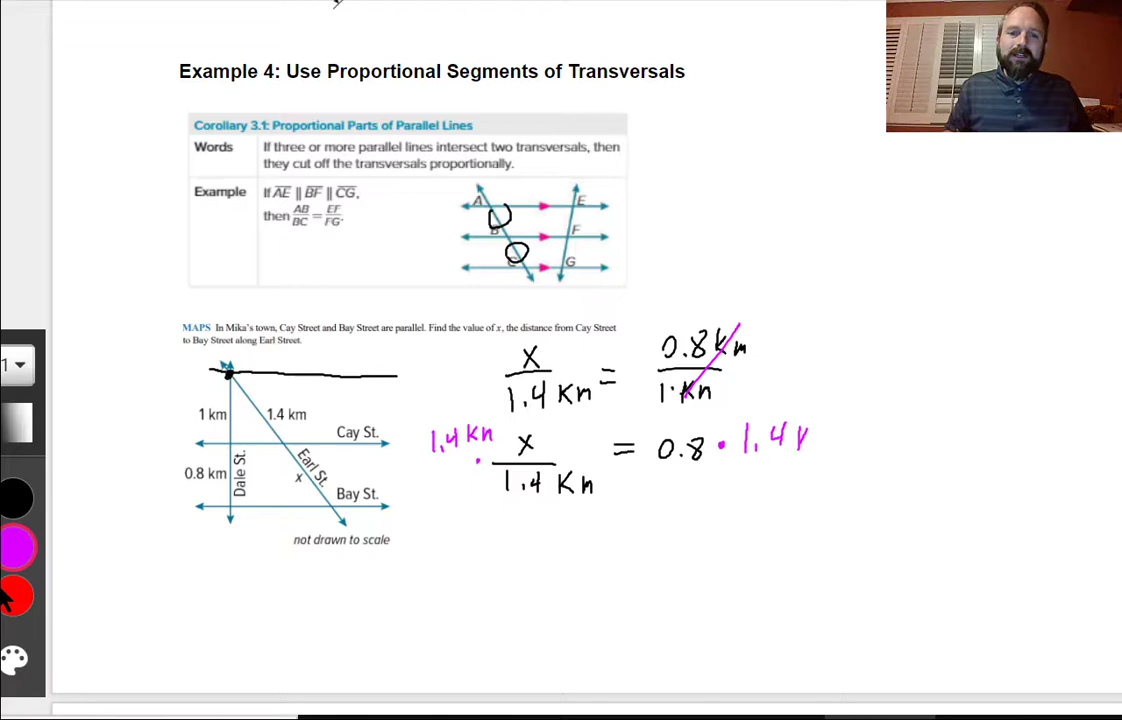 Example 4: Use Proportional Segments of Transversals
Corollary 3.1: Proportional Parts of Parallel Lines
Words If three or more parallel lines intersect two transversals, then
they cut off the transversals proportionally.
Example If AE || BF || CG,
then AB/BC = EF/FG.
A E
B F
C G
MAPS In Mika's town, Cay Street and Bay Street are parallel. Find the value of x, the distance from Cay Street
to Bay Street along Earl Street.
1 km 1.4 km
Cay St.
0.8 km Dale St. x Earl St.
Bay St.
not drawn to scale
x/1.4 Km = 0.8 Km/1 Km
1.4 Km · x/1.4 Km = 0.8 · 1.4
1